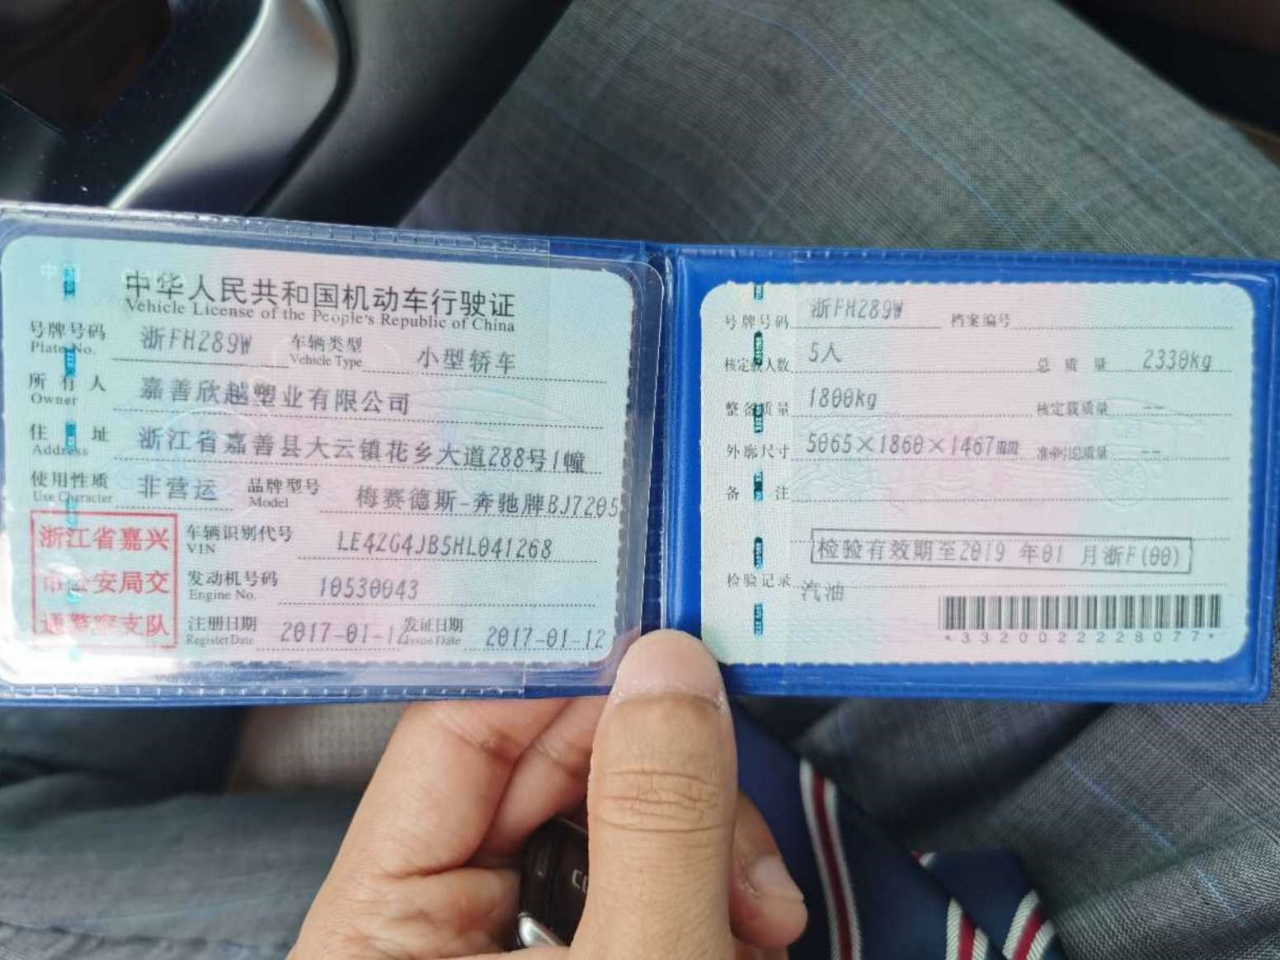 中华人民共和国机动车行驶证
Vehicle License of the People's Republic of China
号牌号码 浙FH289W 车辆类型 小型轿车
Plate No. Vehicle Type
所有人 嘉善欣越塑业有限公司
Owner
住址 浙江省嘉善县大云镇花乡大道288号1幢
Address
使用性质 非营运 品牌型号 梅赛德斯-奔驰牌BJ7205
Use Character Model
浙江省嘉兴
市公安局交
通警察支队
车辆识别代号 LE42G4JB5HL041268
VIN
发动机号码 10530043
Engine No.
注册日期 2017-01-12 发证日期 2017-01-12
Register Date Issue Date
号牌号码 浙FH289W 档案编号
核定载人数 5人 总质量 2330kg
整备质量 1800kg 核定载质量 --
外廓尺寸 5065×1860×1467mm 准牵引总质量 --
备注
检验有效期至2019 年01 月浙F(00)
检验记录 汽油
*3320022228077*